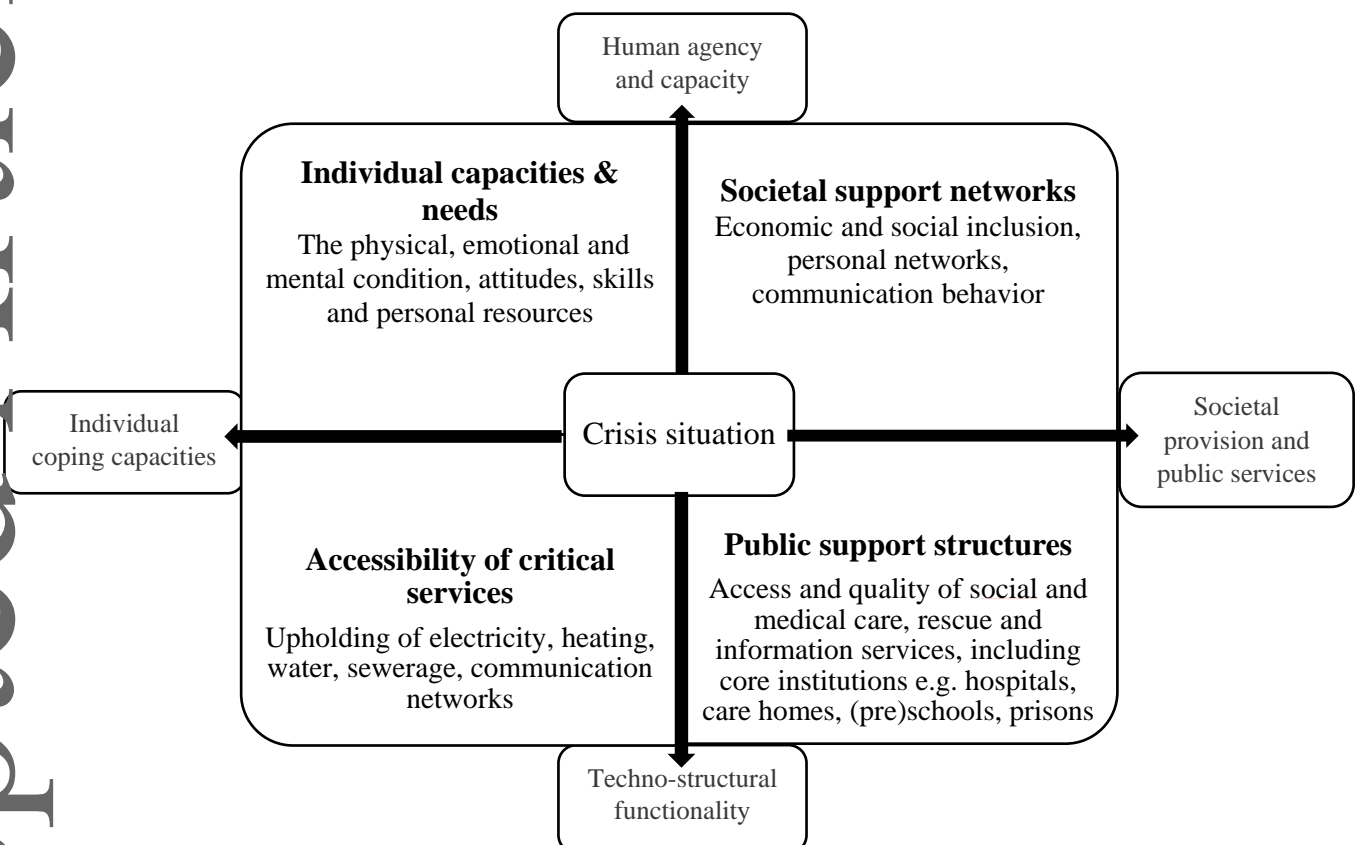 Human agency
and capacity
Individual capacities &
needs
The physical, emotional and
mental condition, attitudes, skills
and personal resources
Societal support networks
Economic and social inclusion,
personal networks,
communication behavior
Individual
coping capacities
Crisis situation
Societal
provision and
public services
Accessibility of critical
services
Upholding of electricity, heating,
water, sewerage, communication
networks
Public support structures
Access and quality of social and
medical care, rescue and
information services, including
core institutions e.g. hospitals,
care homes, (pre)schools, prisons
Techno-structural
functionality